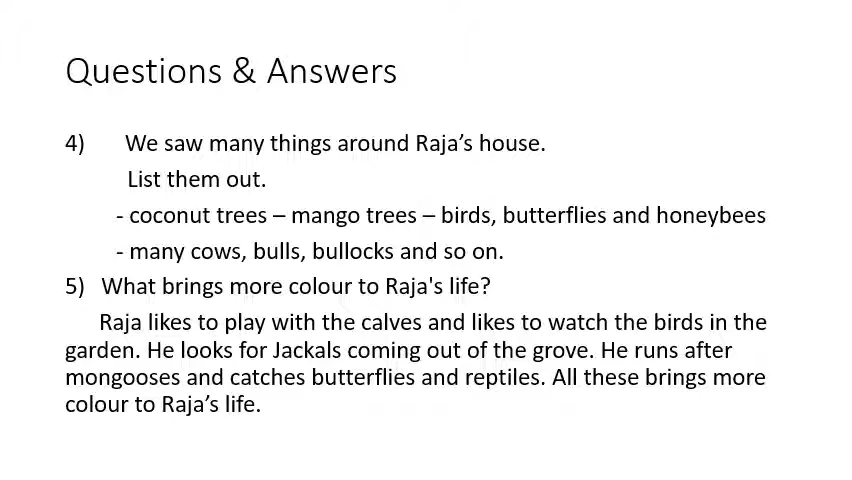 Questions & Answers
4) We saw many things around Raja’s house.
List them out.
- coconut trees – mango trees – birds, butterflies and honeybees
- many cows, bulls, bullocks and so on.
5) What brings more colour to Raja's life?
Raja likes to play with the calves and likes to watch the birds in the
garden. He looks for Jackals coming out of the grove. He runs after
mongooses and catches butterflies and reptiles. All these brings more
colour to Raja’s life.